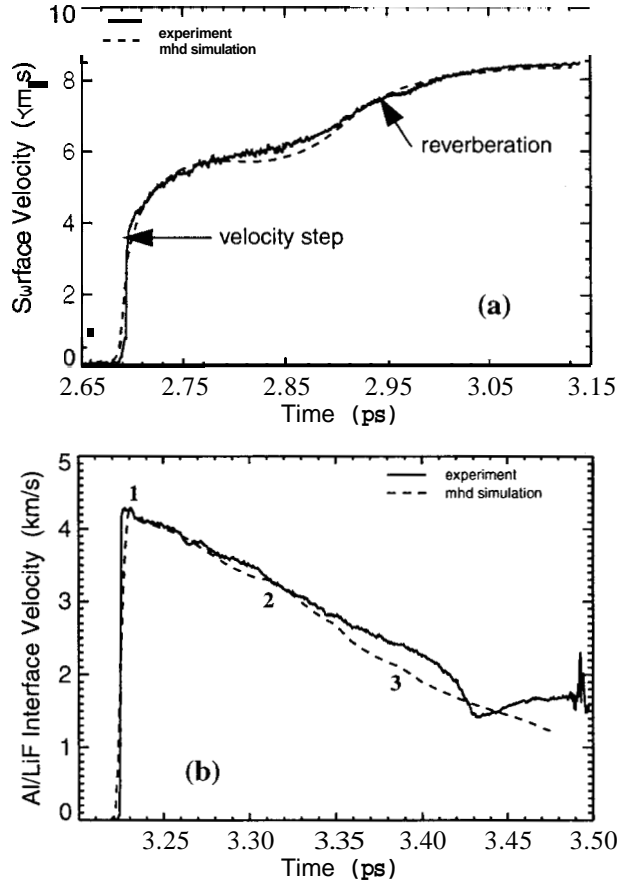 10
experiment
mhd simulation
8
6
4
2
0
Surface Velocity (<m s)
reverberation
velocity step
(a)
2.65 2.75 2.85 2.95 3.05 3.15
Time (ps)
5
4
3
2
1
0
Al/LiF Interface Velocity (km/s)
experiment
mhd simulation
1
2
3
(b)
3.25 3.30 3.35 3.40 3.45 3.50
Time (ps)